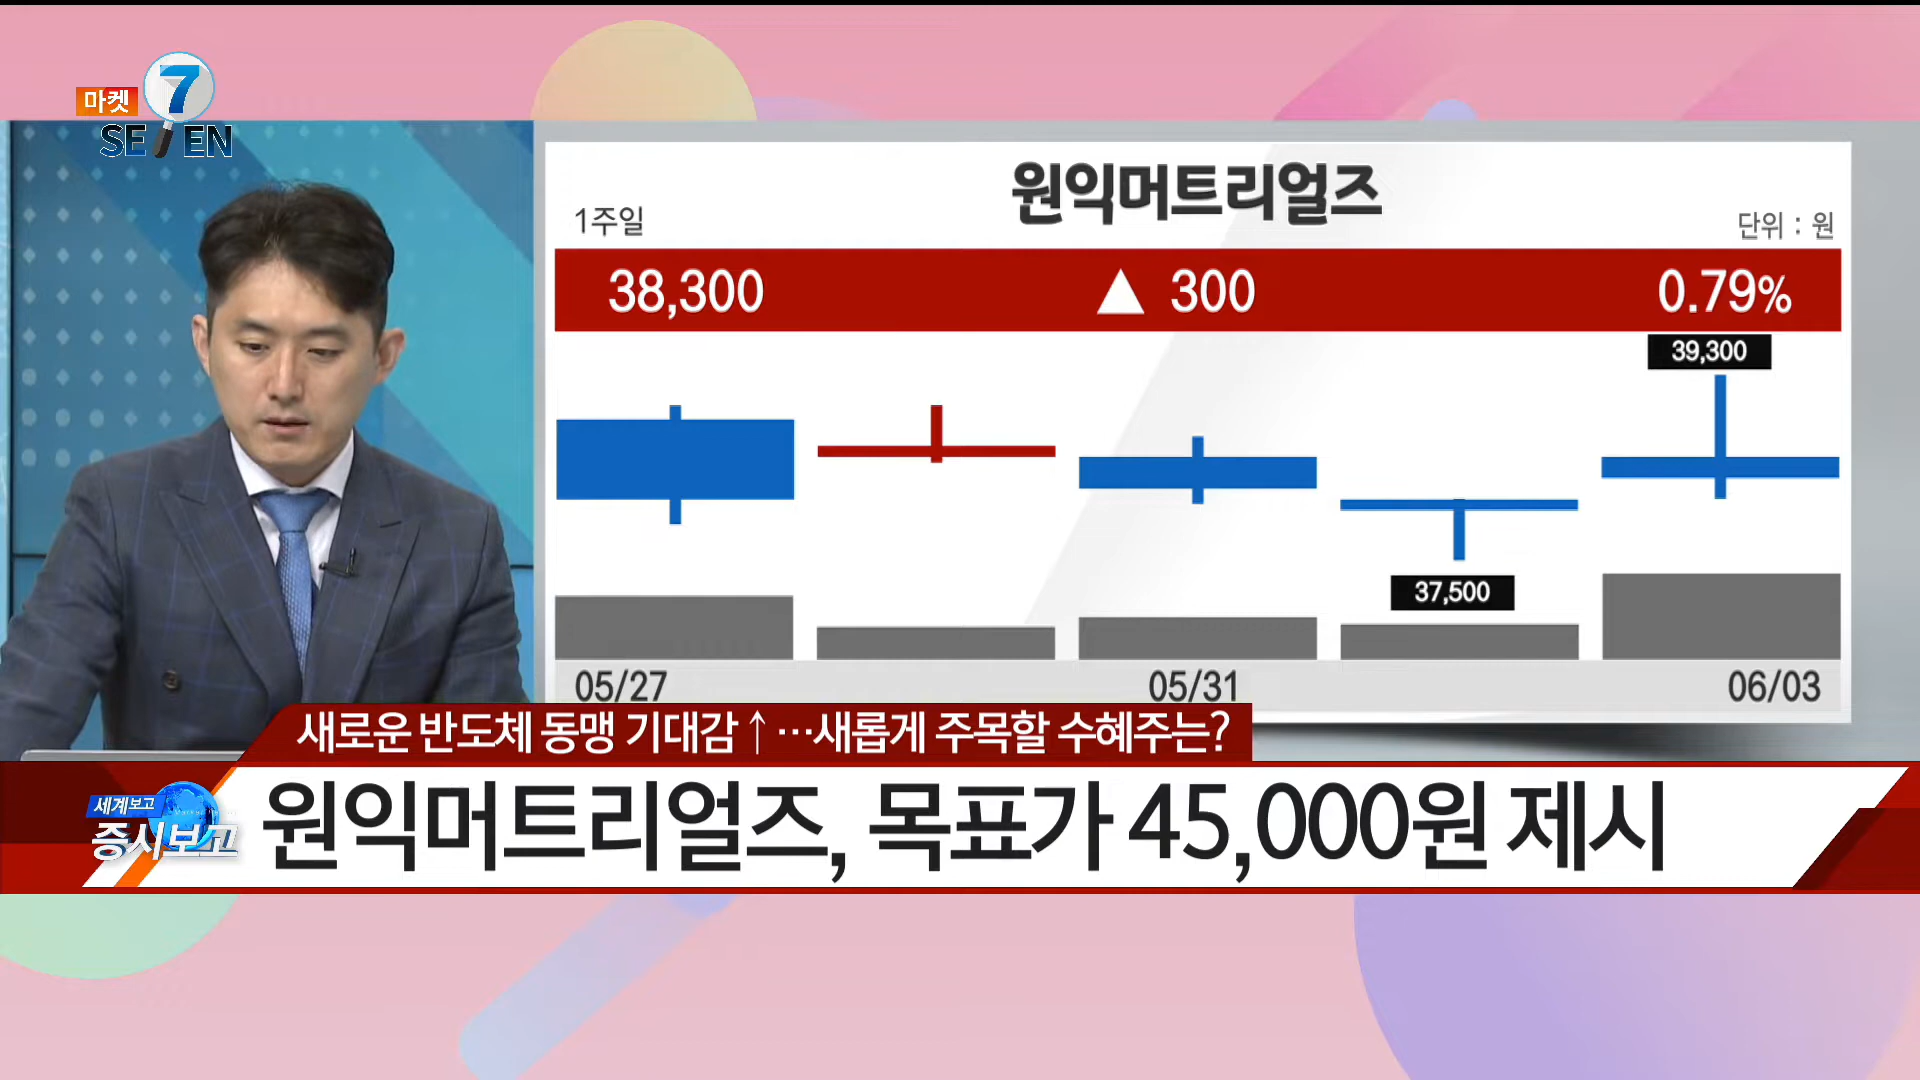 마켓
7
SE EN
원익머트리얼즈
1주일
단위 : 원
38,300 ▲ 300 0.79%
39,300
37,500
05/27 05/31 06/03
새로운 반도체 동맹 기대감↑…새롭게 주목할 수혜주는?
세계보고
증시보고
원익머트리얼즈, 목표가 45,000원 제시